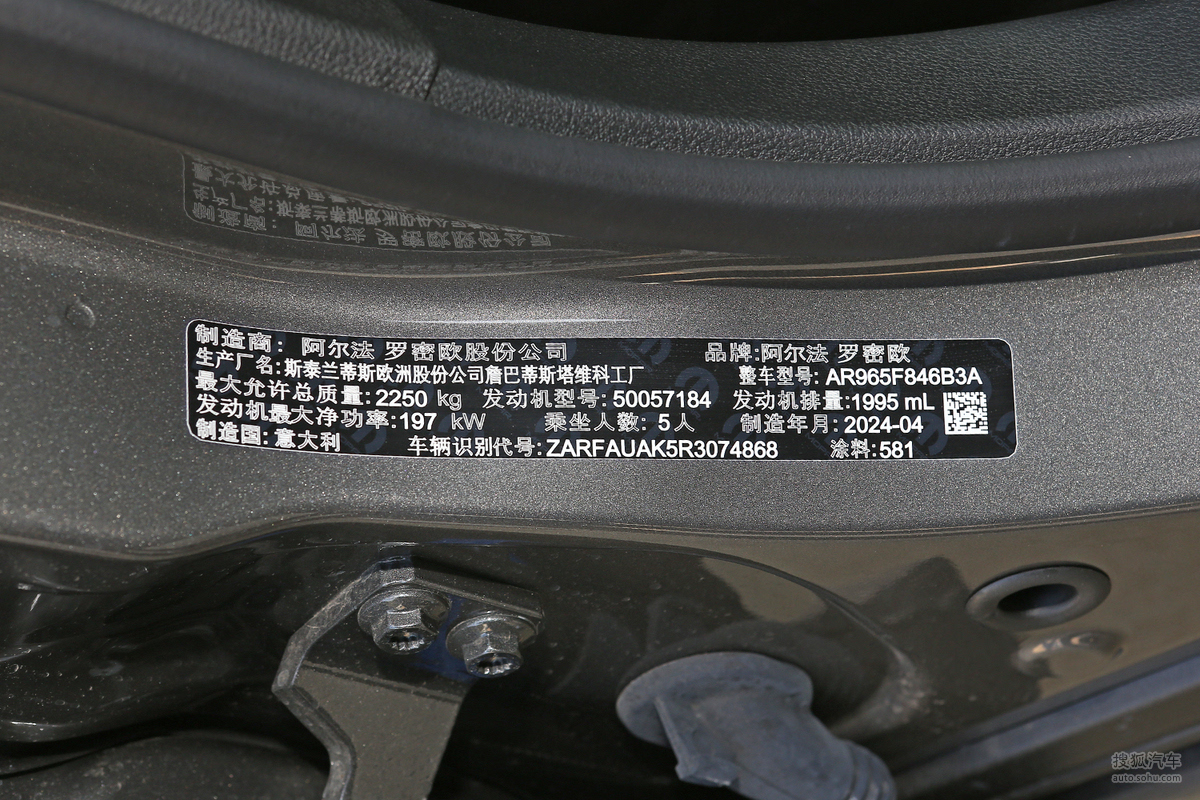 制造商: 阿尔法 罗密欧股份公司 品牌:阿尔法 罗密欧
生产厂名:斯泰兰蒂斯欧洲股份公司詹巴蒂斯塔维科工厂 整车型号: AR965F846B3A
最大允许总质量:2250 kg 发动机型号:50057184 发动机排量:1995 mL
发动机最大净功率:197 kW 乘坐人数: 5人 制造年月:2024-04
制造国:意大利 车辆识别代号:ZARFAUAK5R3074868 涂料:581
搜狐汽车
auto.sohu.com